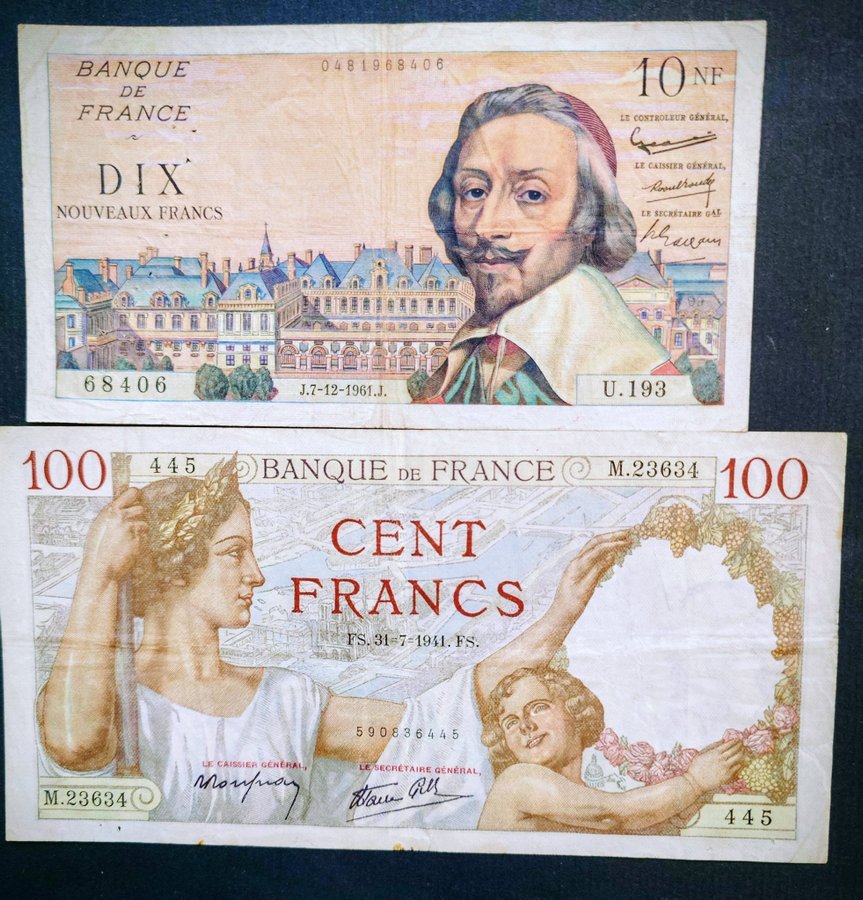 BANQUE
DE
FRANCE
0481968406
10 NF
LE CONTROLEUR GÉNÉRAL,
LE CAISSIER GÉNÉRAL,
LE SECRÉTAIRE GAL
DIX
NOUVEAUX FRANCS
68406
J.7-12-1961.J.
U.193
100
445
BANQUE DE FRANCE
M.23634
100
CENT
FRANCS
FS. 31=7=1941. FS.
590836445
LE CAISSIER GÉNÉRAL,
LE SECRÉTAIRE GÉNÉRAL,
M.23634
445